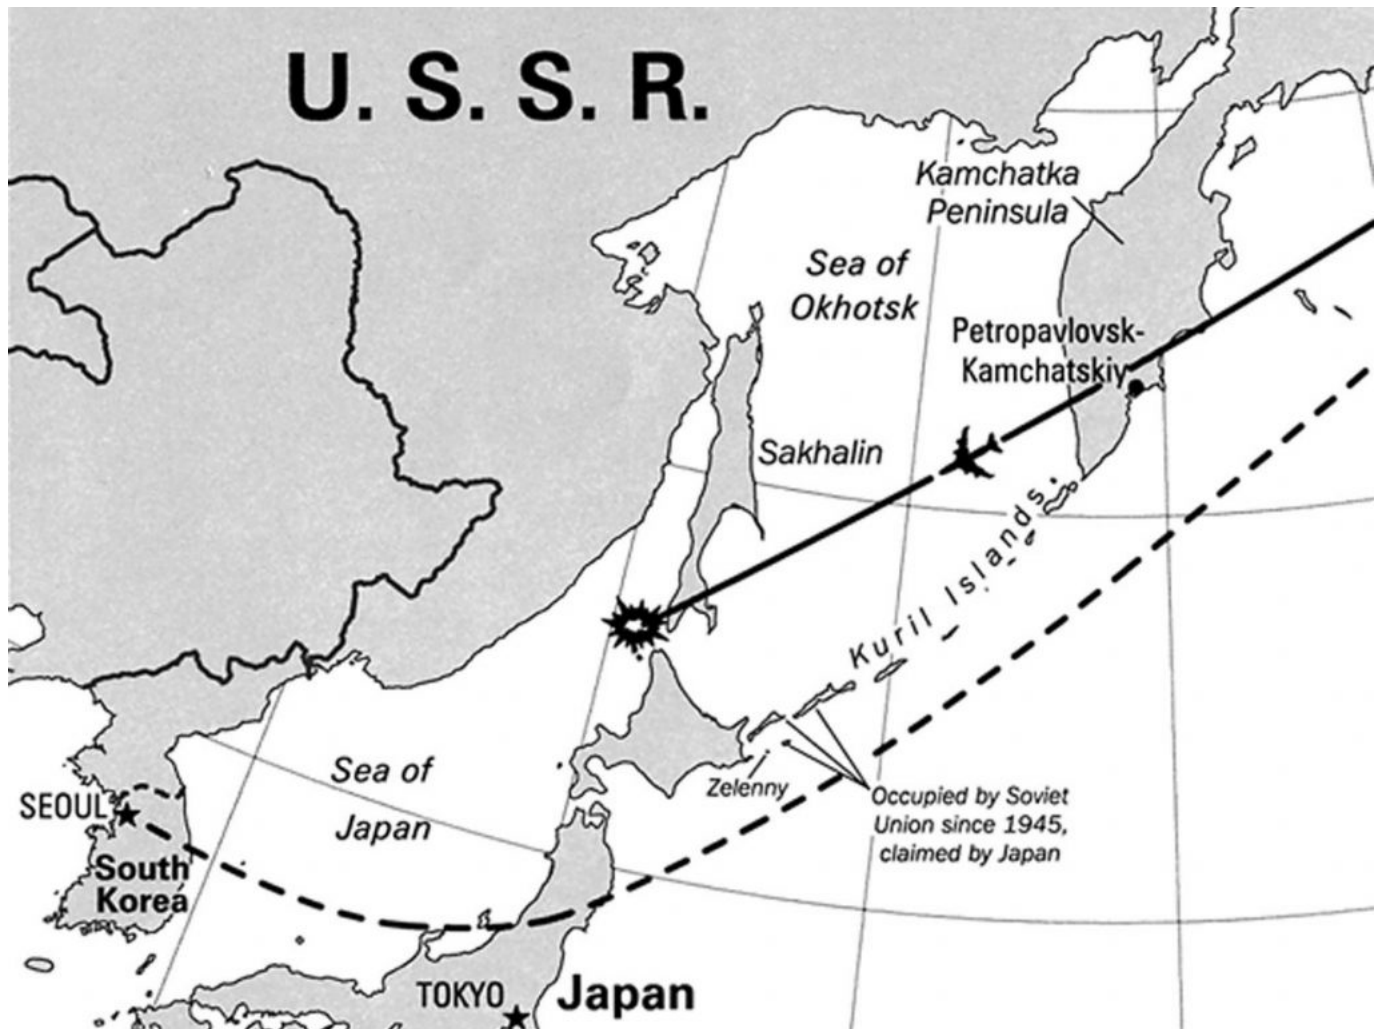 U. S. S. R.
Kamchatka
Peninsula
Sea of
Okhotsk
Petropavlovsk-
Kamchatskiy
Sakhalin
Kuril Islands
Sea of
Japan
Zelenny
SEOUL
Occupied by Soviet
Union since 1945,
claimed by Japan
South
Korea
TOKYO
Japan